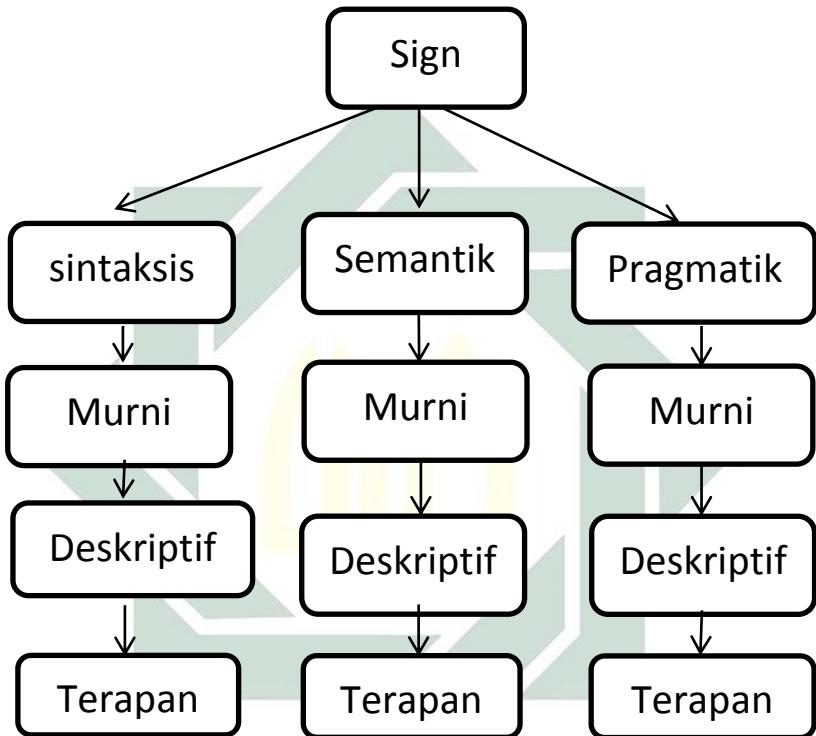 Sign
sintaksis
Semantik
Pragmatik
Murni
Murni
Murni
Deskriptif
Deskriptif
Deskriptif
Terapan
Terapan
Terapan